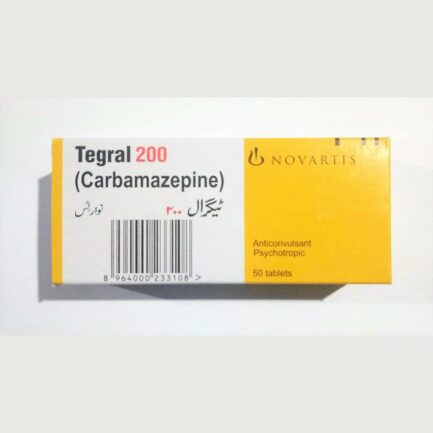 Tegral 200
(Carbamazepine)
ٹیگرال ۲۰۰
نوارٹس
8 964000 233108 >
NOVARTIS
Anticonvulsant
Psychotropic
50 tablets